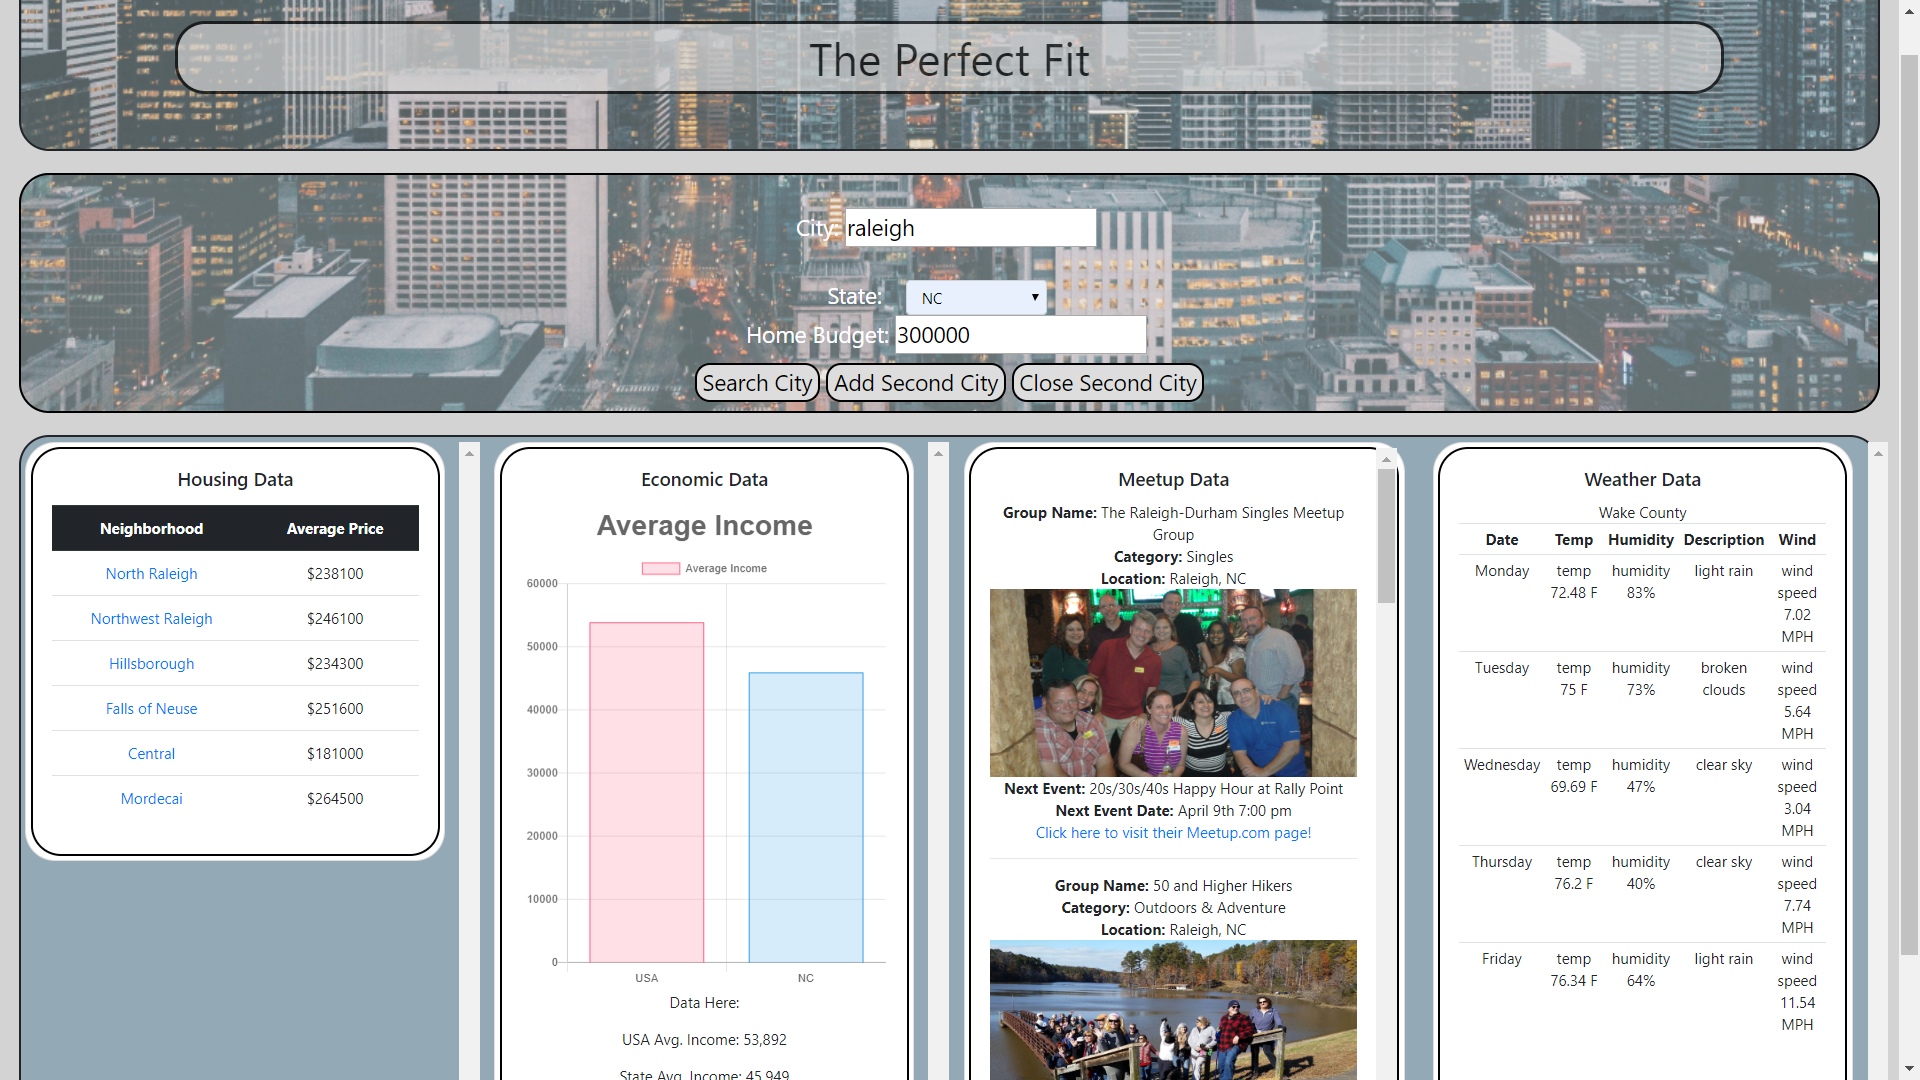 The Perfect Fit
City: raleigh
State: NC
Home Budget: 300000
Search City Add Second City Close Second City
Housing Data
Neighborhood Average Price
North Raleigh $238100
Northwest Raleigh $246100
Hillsborough $234300
Falls of Neuse $251600
Central $181000
Mordecai $264500
Economic Data
Average Income
Average Income
60000
50000
40000
30000
20000
10000
0
USA NC
Data Here:
USA Avg. Income: 53,892
State Avg. Income: 45,949
Meetup Data
Group Name: The Raleigh-Durham Singles Meetup
Group
Category: Singles
Location: Raleigh, NC
Next Event: 20s/30s/40s Happy Hour at Rally Point
Next Event Date: April 9th 7:00 pm
Click here to visit their Meetup.com page!
Group Name: 50 and Higher Hikers
Category: Outdoors & Adventure
Location: Raleigh, NC
Weather Data
Wake County
Date Temp Humidity Description Wind
Monday temp humidity light rain wind
72.48 F 83% speed
7.02
MPH
Tuesday temp humidity broken wind
75 F 73% clouds speed
5.64
MPH
Wednesday temp humidity clear sky wind
69.69 F 47% speed
3.04
MPH
Thursday temp humidity clear sky wind
76.2 F 40% speed
7.74
MPH
Friday temp humidity light rain wind
76.34 F 64% speed
11.54
MPH